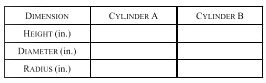 DIMENSION CYLINDER A CYLINDER B
HEIGHT (in.)
DIAMETER (in.)
RADIUS (in.)